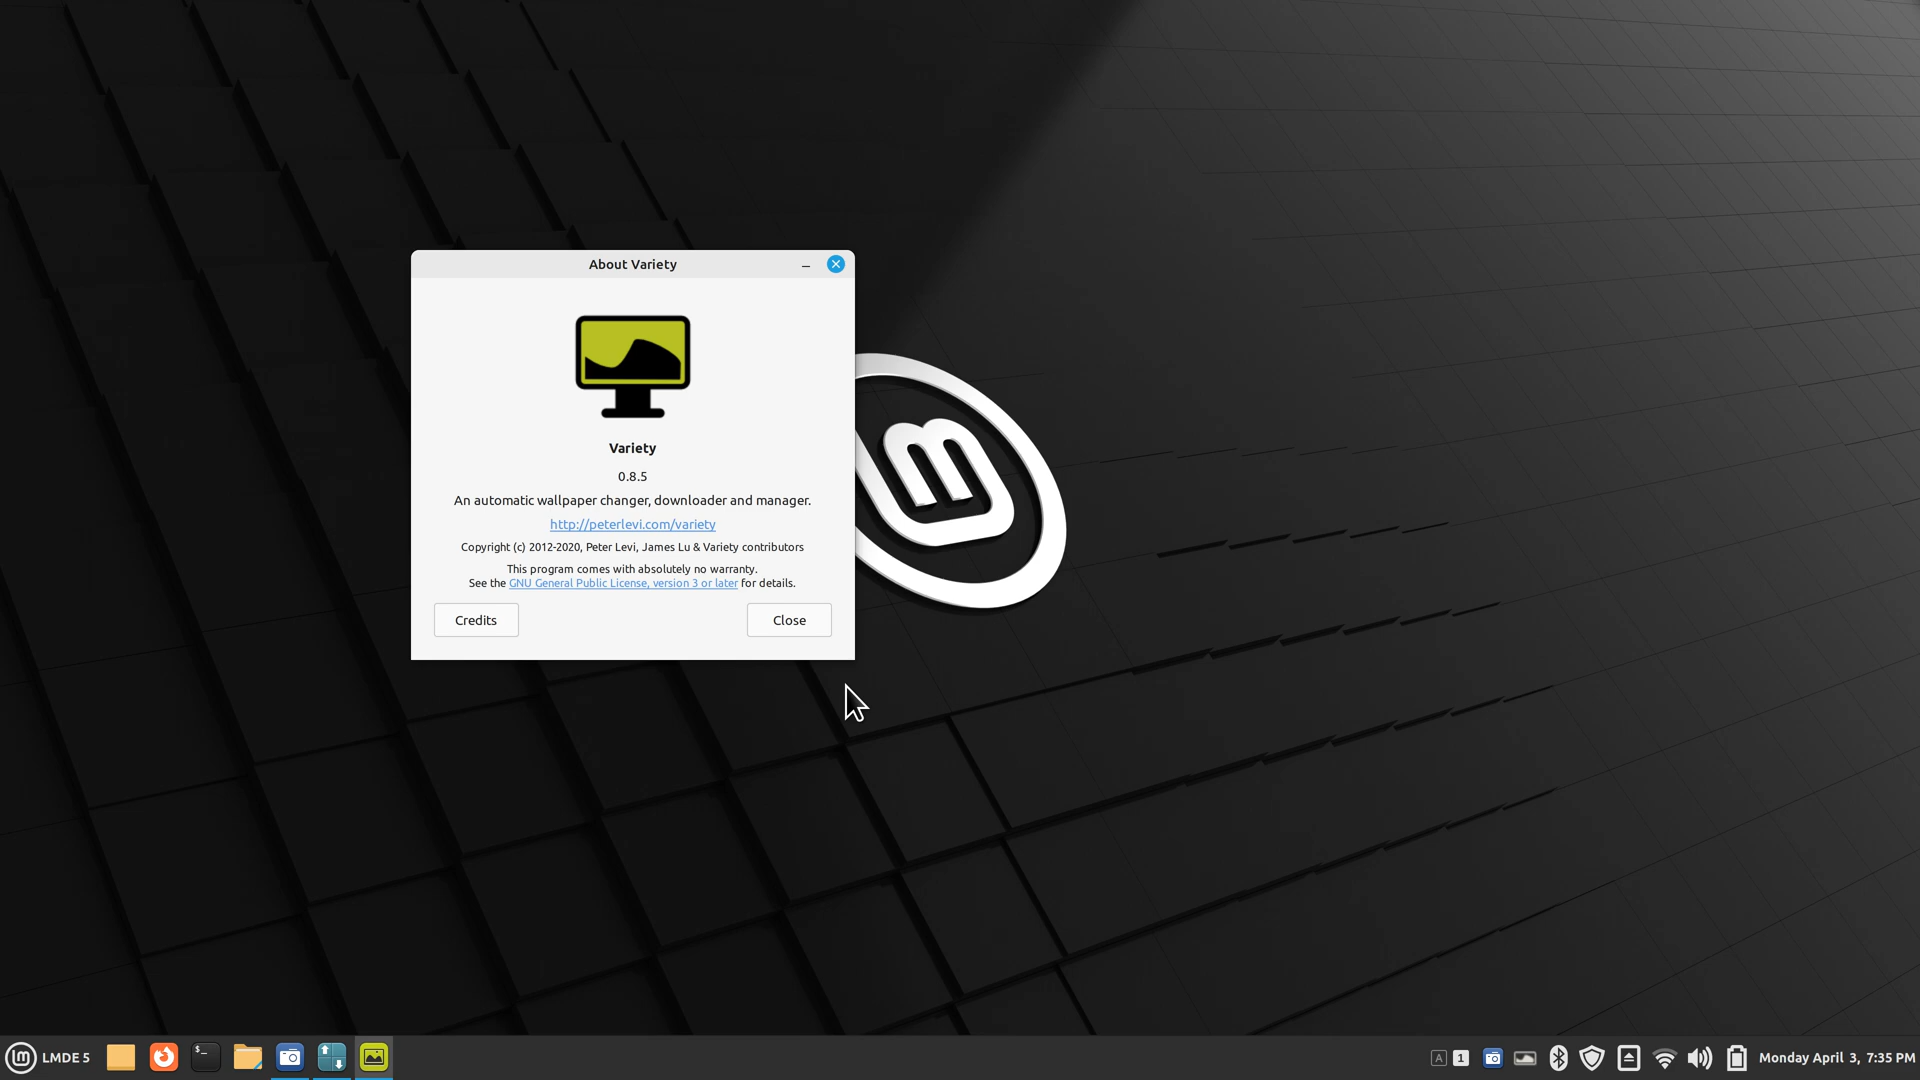 About Variety
Variety
0.8.5
An automatic wallpaper changer, downloader and manager.
http://peterlevi.com/variety
Copyright (c) 2012-2020, Peter Levi, James Lu & Variety contributors
This program comes with absolutely no warranty.
See the GNU General Public License, version 3 or later for details.
Credits
Close
LMDE 5
$_
A
1
Monday April 3, 7:35 PM